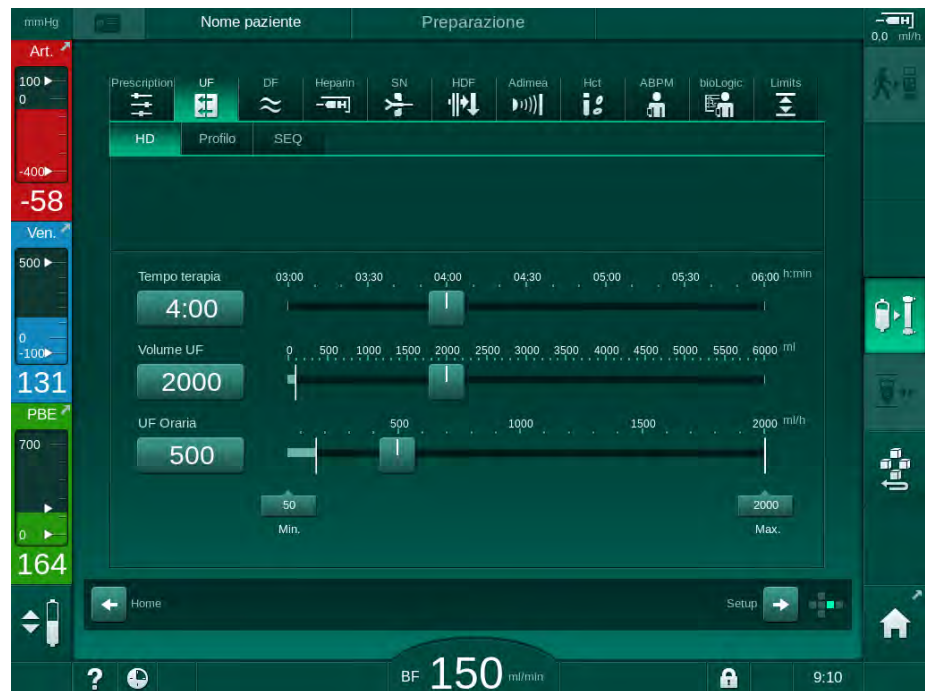 mmHg Nome paziente Preparazione
0,0 ml/h
Art.
100
0
-400
-58
Ven.
500
0
-100
131
PBE
700
0
164
Prescription UF DF Heparin SN HDF Adimea Hct ABPM bioLogic Limits
HD Profilo SEQ
Tempo terapia 03:00 03:30 04:00 04:30 05:00 05:30 06:00 h:min
4:00
Volume UF 0 500 1000 1500 2000 2500 3000 3500 4000 4500 5000 5500 6000 ml
2000
UF Oraria 500 1000 1500 2000 ml/h
500
50 2000
Min. Max.
Home Setup
? BF 150 ml/min 9:10